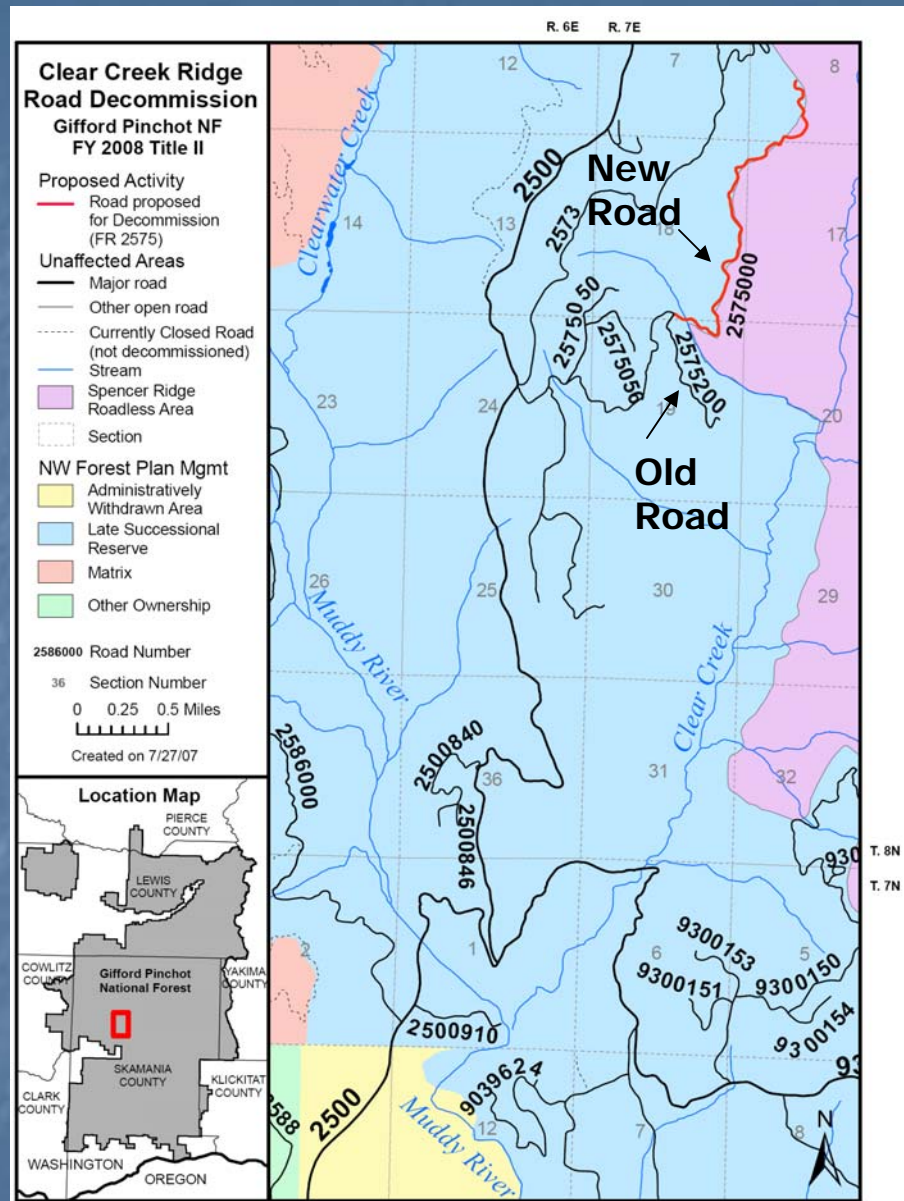 R. 6E R. 7E
Clear Creek Ridge
Road Decommission
Gifford Pinchot NF
FY 2008 Title II
Proposed Activity
Road proposed
for Decommission
(FR 2575)
Unaffected Areas
Major road
Other open road
Currently Closed Road
(not decommissioned)
Stream
Spencer Ridge
Roadless Area
Section
NW Forest Plan Mgmt
Administratively
Withdrawn Area
Late Successional
Reserve
Matrix
Other Ownership
2586000 Road Number
36 Section Number
0 0.25 0.5 Miles
Created on 7/27/07
Location Map
PIERCE
COUNTY
LEWIS
COUNTY
COWLITZ
COUNTY
Gifford Pinchot
National Forest
YAKIMA
COUNTY
SKAMANIA
COUNTY
CLARK
COUNTY
KLICKITAT
COUNTY
WASHINGTON
OREGON
12
7
8
Clearwater Creek
2500
New
Road
14
13
2573
18
17
2575000
2575050
2575056
2575200
23
24
19
20
Old
Road
26
25
30
29
Muddy River
Clear Creek
2586000
2500840
36
31
32
2500846
930
T. 8N
T. 7N
2
1
6
5
9300153
9300151
9300150
9300154
2500910
93
2588
2500
9039624
Muddy River
12
7
8
N